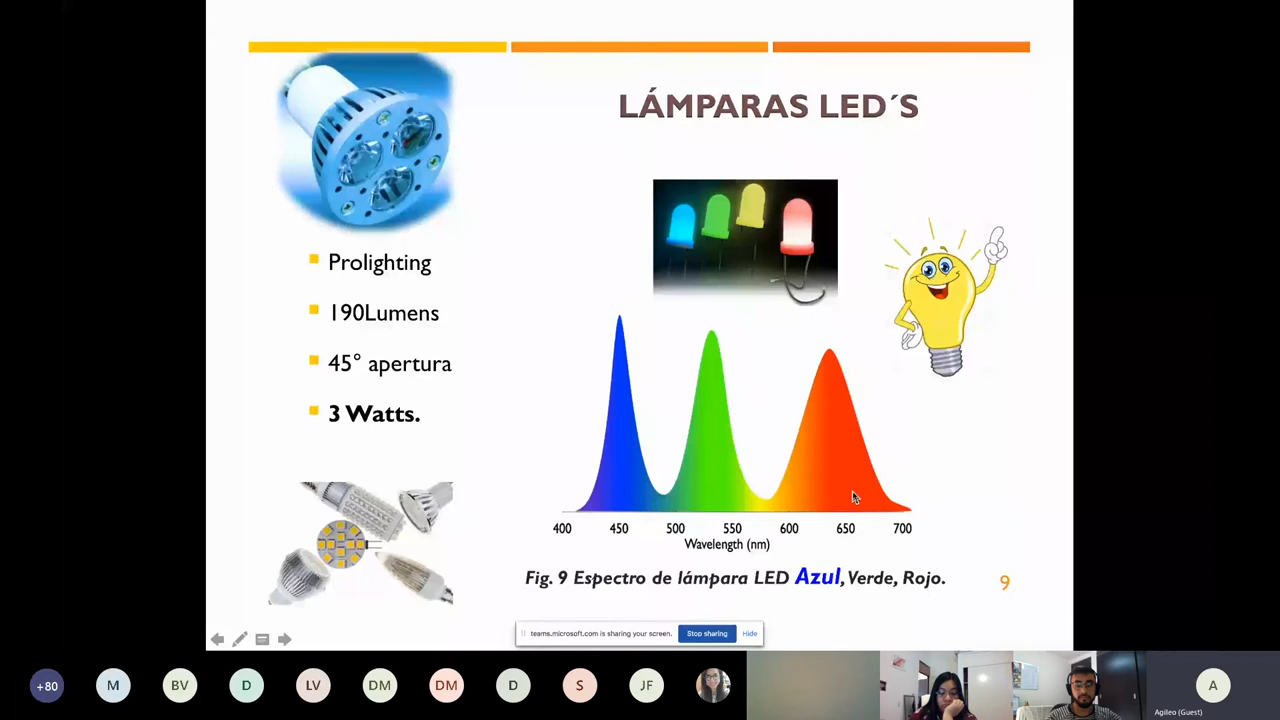 LÁMPARAS LED´S
Prolighting
190Lumens
45° apertura
3 Watts.
400 450 500 550 600 650 700
Wavelength (nm)
Fig. 9 Espectro de lámpara LED Azul, Verde, Rojo.
9
teams.microsoft.com is sharing your screen. Stop sharing Hide
+80 M BV D LV DM DM D S JF A
Agileo (Guest)